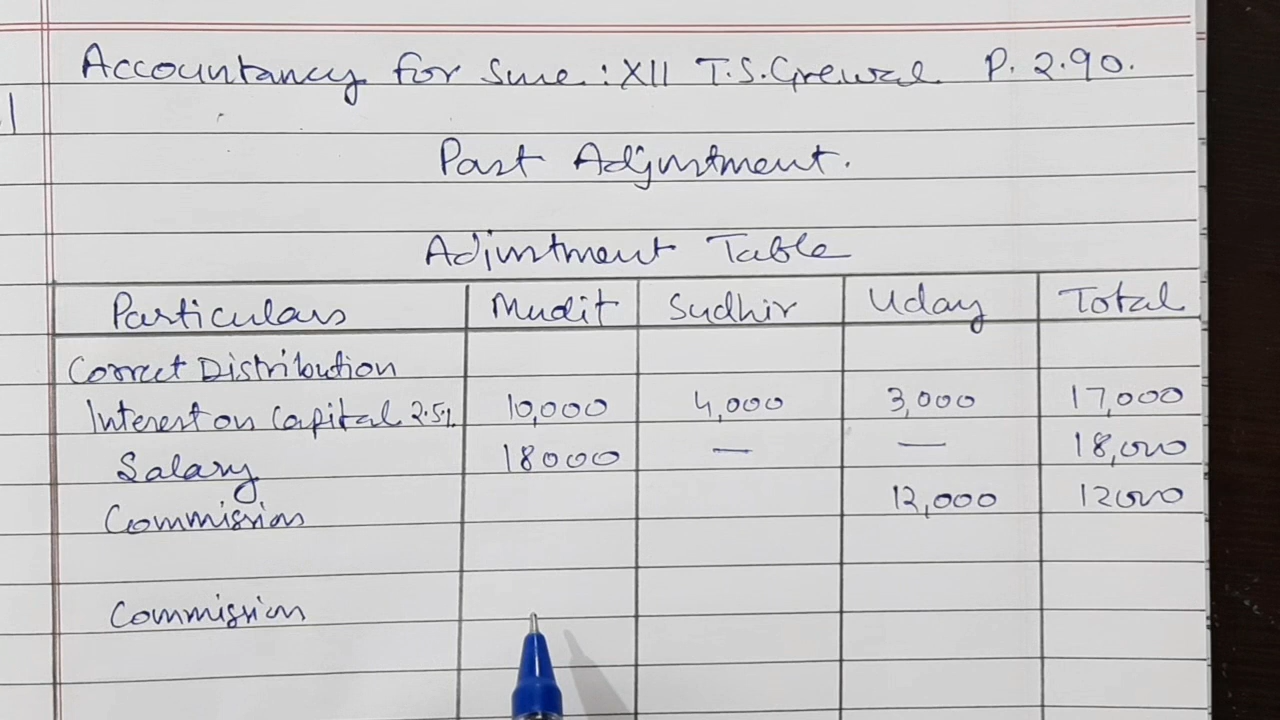 Accountancy for Sure : XII T.S. Grewal P. 2.90.
Past Adjustment.
Adjustment Table
Particulars Mudit Sudhir Uday Total
Correct Distribution
Interest on Capital 2.5%. 10,000 4,000 3,000 17,000
Salary 18000 — — 18,000
Commission 12,000 12000
Commission